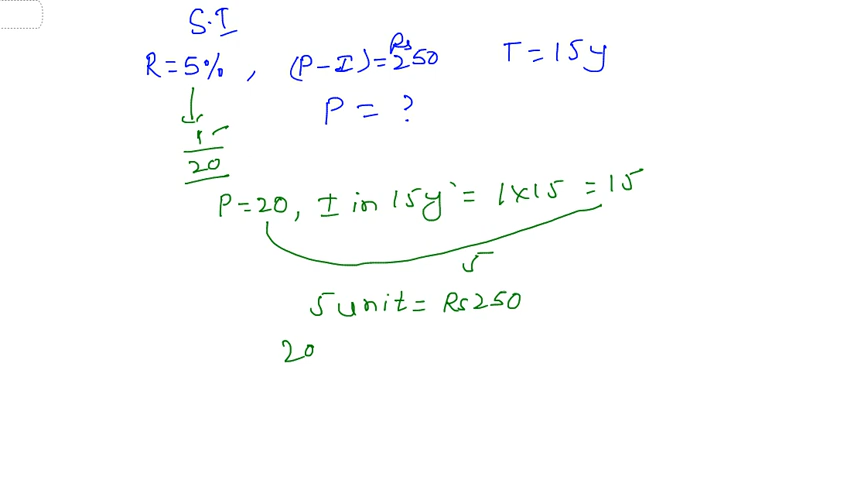 S.I
R = 5% , (P - I) = Rs 250 T = 15y
P = ?
1
20
P = 20, I in 15y = 1 x 15 = 15
5
5 unit = Rs 250
20